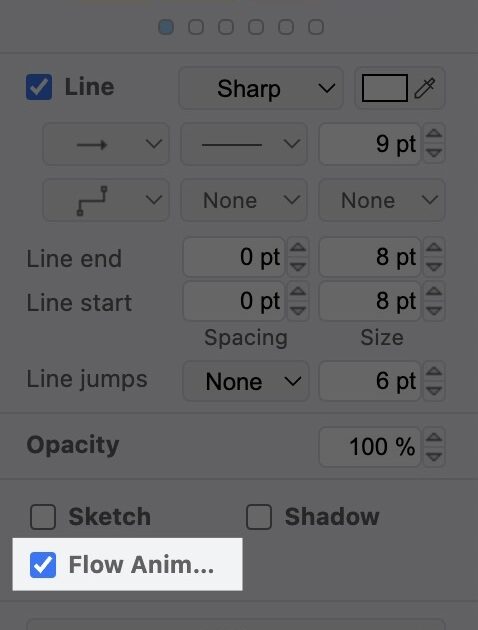 Line Sharp
9 pt
None None
Line end 0 pt 8 pt
Line start 0 pt 8 pt
Spacing Size
Line jumps None 6 pt
Opacity 100 %
Sketch Shadow
Flow Anim...